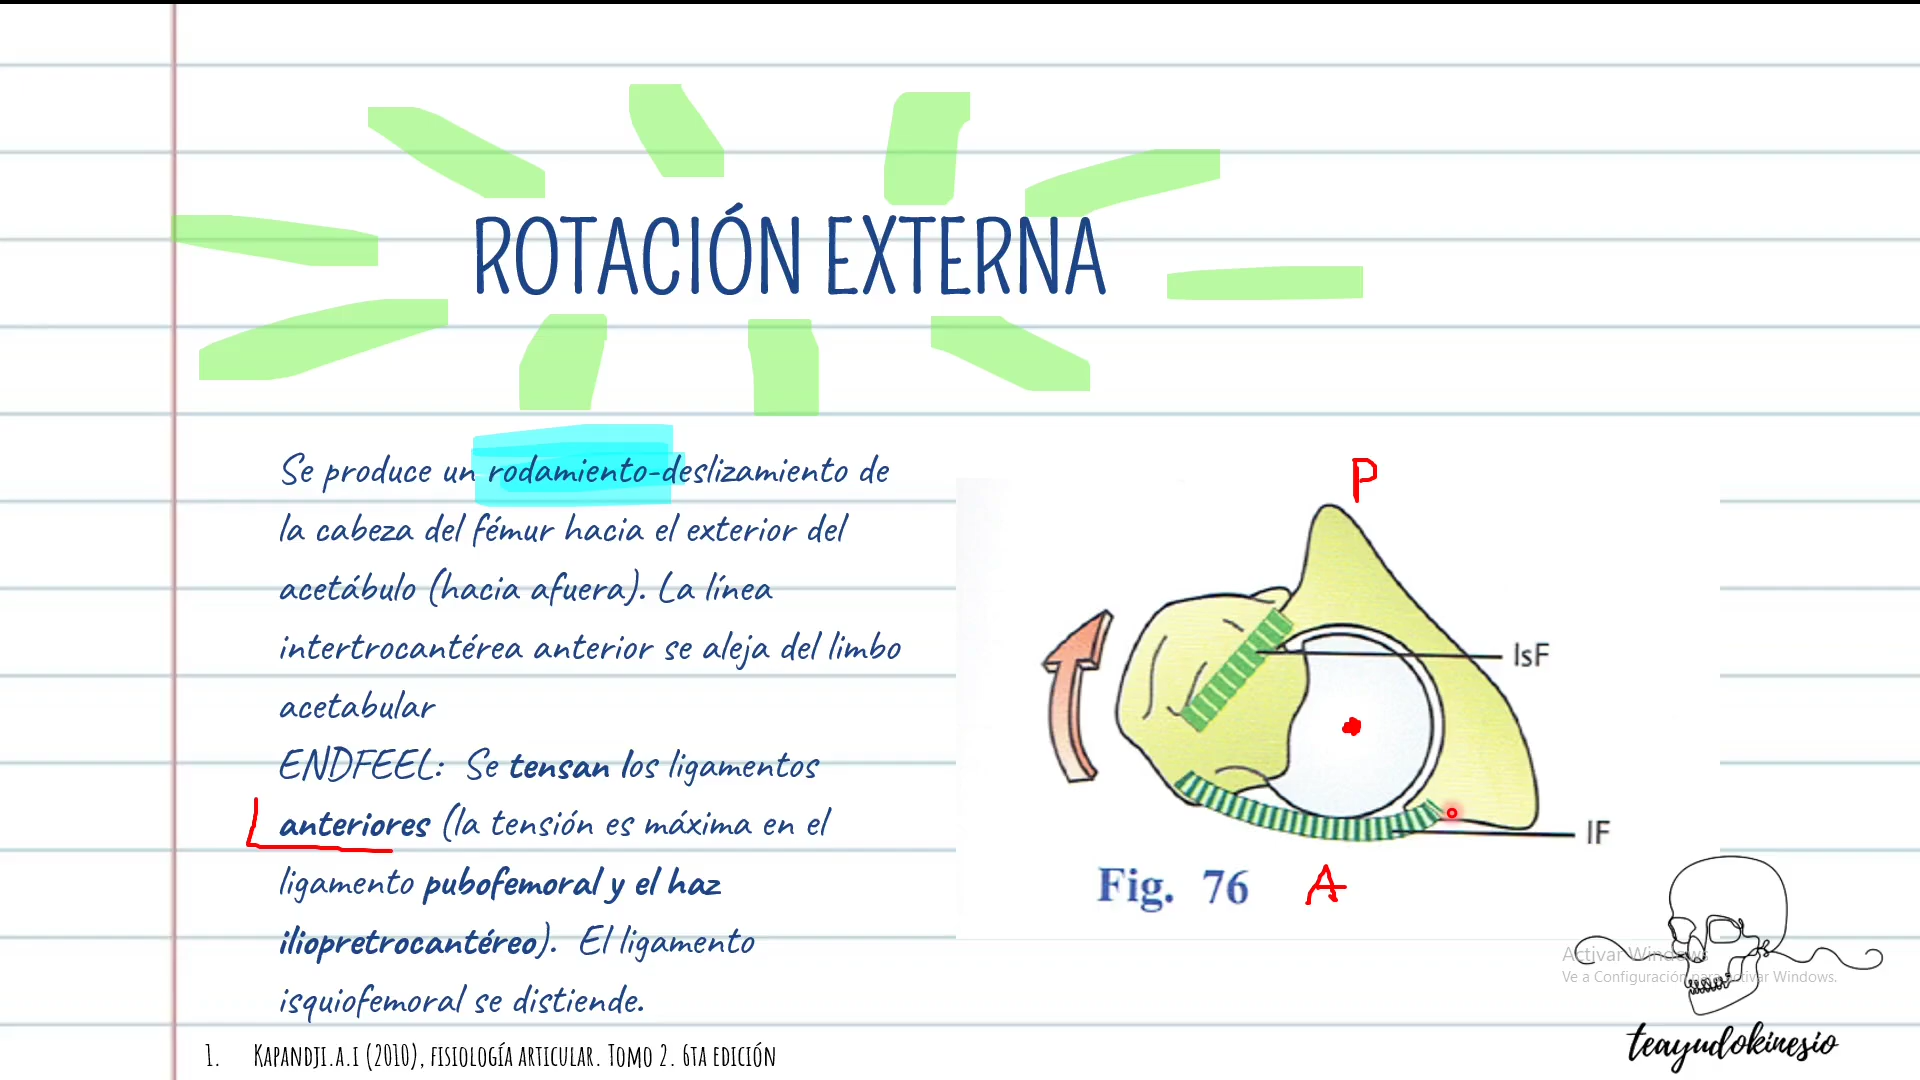 ROTACIÓN EXTERNA
Se produce un rodamiento-deslizamiento de
la cabeza del fémur hacia el exterior del
acetábulo (hacia afuera). La línea
intertrocantérea anterior se aleja del limbo
acetabular
ENDFEEL: Se tensan los ligamentos
anteriores (la tensión es máxima en el
ligamento pubofemoral y el haz
iliopretrocantéreo). El ligamento
isquiofemoral se distiende.
P
IsF
IF
Fig. 76
A
Activar Windows
Ve a Configuración para activar Windows.
teayudokinesio
1. Kapandji.a.i (2010), fisiología articular. Tomo 2. 6ta edición